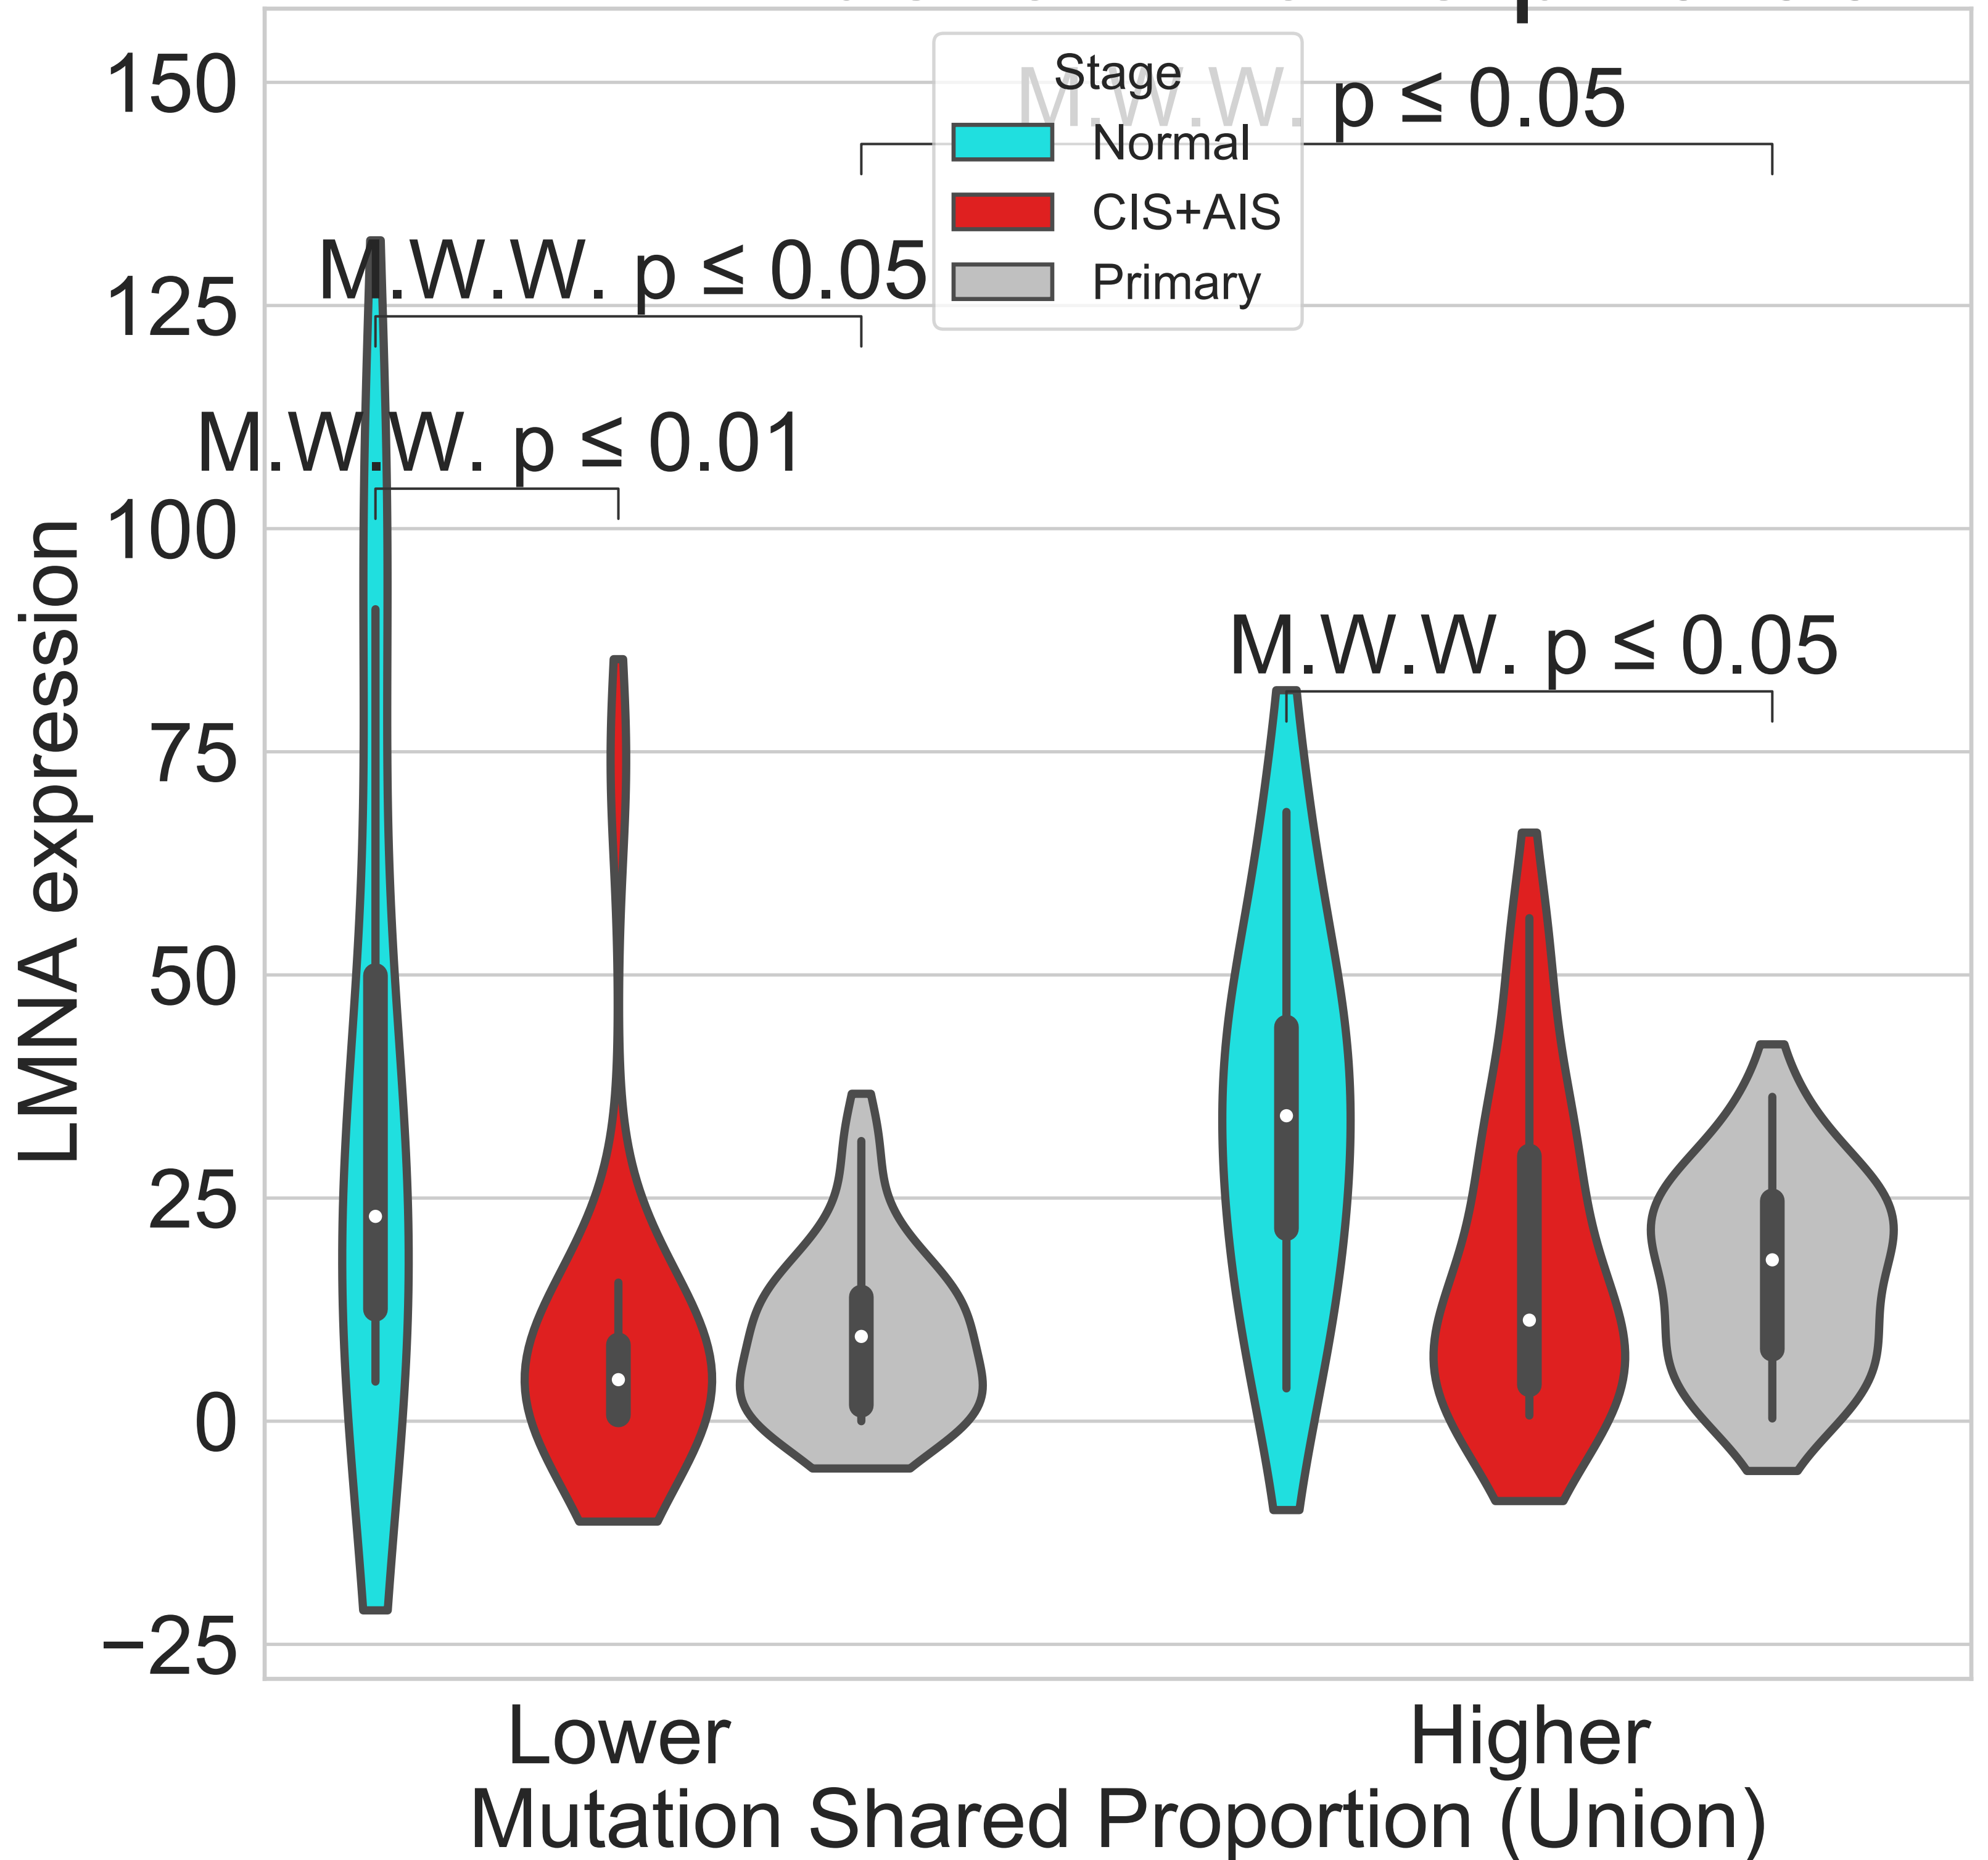 150
125
100
75
50
25
0
−25
LMNA expression
Stage
Normal
CIS+AIS
Primary
M.W.W. p ≤ 0.05
M.W.W. p ≤ 0.05
M.W.W. p ≤ 0.01
M.W.W. p ≤ 0.05
Lower
Higher
Mutation Shared Proportion (Union)